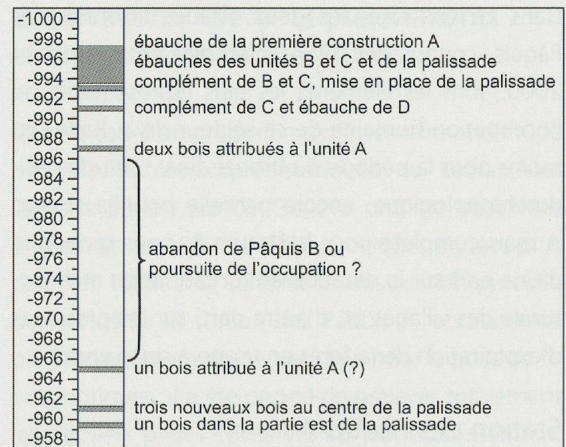 -1000
-998
-996
-994
-992
-990
-988
-986
-984
-982
-980
-978
-976
-974
-972
-970
-968
-966
-964
-962
-960
-958
ébauche de la première construction A
ébauches des unités B et C et de la palissade
complément de B et C, mise en place de la palissade
complément de C et ébauche de D
deux bois attribués à l'unité A
abandon de Pâquis B ou
poursuite de l'occupation ?
un bois attribué à l'unité A (?)
trois nouveaux bois au centre de la palissade
un bois dans la partie est de la palissade